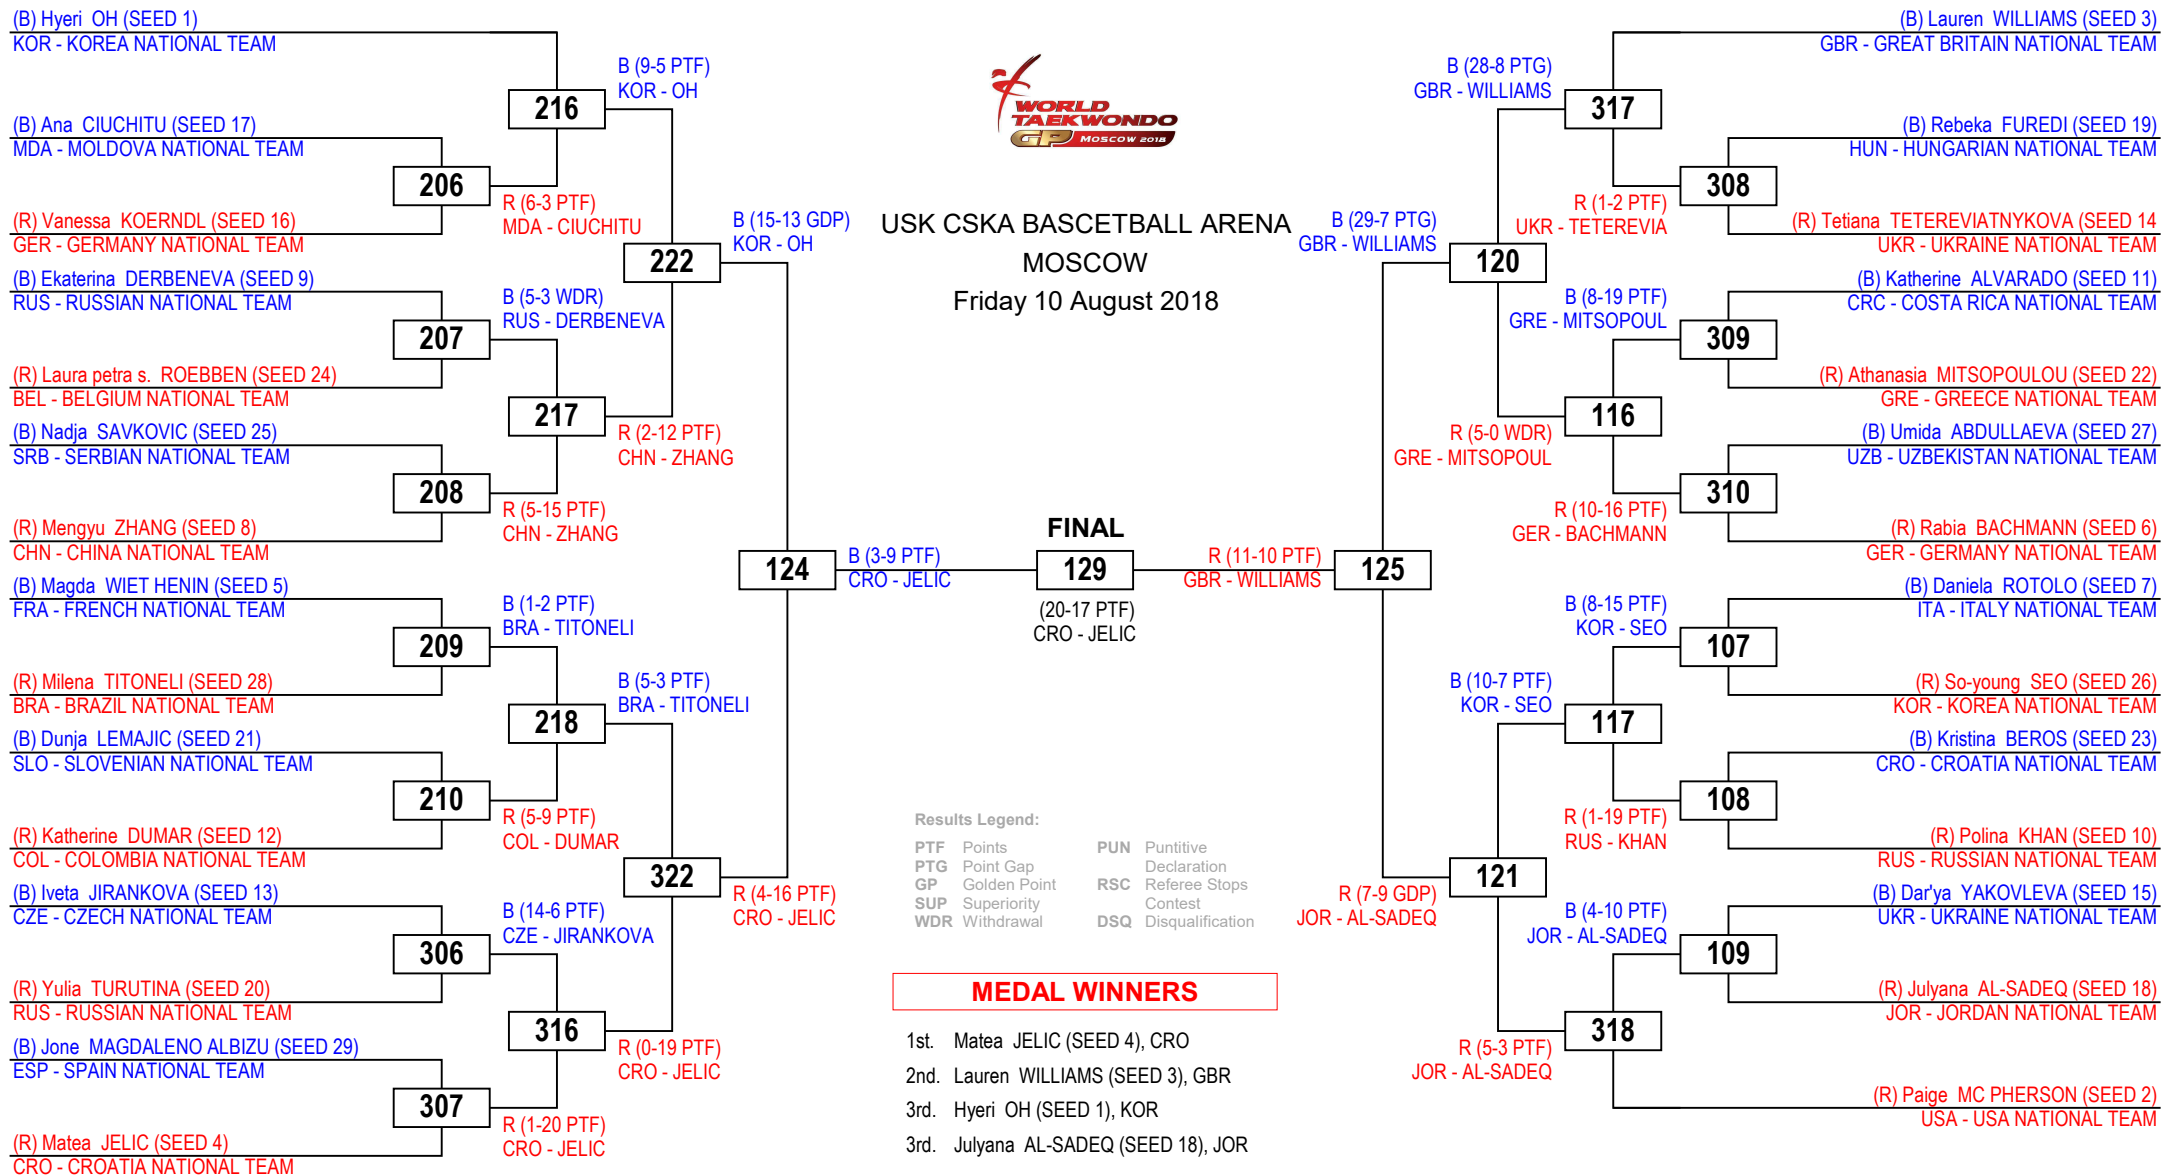 (B) Hyeri OH (SEED 1)
KOR - KOREA NATIONAL TEAM
(B) Ana CIUCHITU (SEED 17)
MDA - MOLDOVA NATIONAL TEAM
(R) Vanessa KOERNDL (SEED 16)
GER - GERMANY NATIONAL TEAM
(B) Ekaterina DERBENEVA (SEED 9)
RUS - RUSSIAN NATIONAL TEAM
(R) Laura petra s. ROEBBEN (SEED 24)
BEL - BELGIUM NATIONAL TEAM
(B) Nadja SAVKOVIC (SEED 25)
SRB - SERBIAN NATIONAL TEAM
(R) Mengyu ZHANG (SEED 8)
CHN - CHINA NATIONAL TEAM
(B) Magda WIET HENIN (SEED 5)
FRA - FRENCH NATIONAL TEAM
(R) Milena TITONELI (SEED 28)
BRA - BRAZIL NATIONAL TEAM
(B) Dunja LEMAJIC (SEED 21)
SLO - SLOVENIAN NATIONAL TEAM
(R) Katherine DUMAR (SEED 12)
COL - COLOMBIA NATIONAL TEAM
(B) Iveta JIRANKOVA (SEED 13)
CZE - CZECH NATIONAL TEAM
(R) Yulia TURUTINA (SEED 20)
RUS - RUSSIAN NATIONAL TEAM
(B) Jone MAGDALENO ALBIZU (SEED 29)
ESP - SPAIN NATIONAL TEAM
(R) Matea JELIC (SEED 4)
CRO - CROATIA NATIONAL TEAM
206
R (6-3 PTF)
MDA - CIUCHITU
207
B (5-3 WDR)
RUS - DERBENEVA
208
R (5-15 PTF)
CHN - ZHANG
209
B (1-2 PTF)
BRA - TITONELI
210
R (5-9 PTF)
COL - DUMAR
306
B (14-6 PTF)
CZE - JIRANKOVA
307
R (1-20 PTF)
CRO - JELIC
216
B (9-5 PTF)
KOR - OH
217
R (2-12 PTF)
CHN - ZHANG
218
B (5-3 PTF)
BRA - TITONELI
316
R (0-19 PTF)
CRO - JELIC
222
B (15-13 GDP)
KOR - OH
322
R (4-16 PTF)
CRO - JELIC
124
B (3-9 PTF)
CRO - JELIC
WORLD
TAEKWONDO
GP MOSCOW 2018
USK CSKA BASCETBALL ARENA
MOSCOW
Friday 10 August 2018
FINAL
129
(20-17 PTF)
CRO - JELIC
Results Legend:
PTF Points
PTG Point Gap
GP Golden Point
SUP Superiority
WDR Withdrawal
PUN Puntitive
Declaration
RSC Referee Stops
Contest
DSQ Disqualification
MEDAL WINNERS
1st. Matea JELIC (SEED 4), CRO
2nd. Lauren WILLIAMS (SEED 3), GBR
3rd. Hyeri OH (SEED 1), KOR
3rd. Julyana AL-SADEQ (SEED 18), JOR
R (11-10 PTF)
GBR - WILLIAMS
125
B (29-7 PTG)
GBR - WILLIAMS
120
R (7-9 GDP)
JOR - AL-SADEQ
121
B (28-8 PTG)
GBR - WILLIAMS
317
R (5-0 WDR)
GRE - MITSOPOUL
116
B (10-7 PTF)
KOR - SEO
117
R (5-3 PTF)
JOR - AL-SADEQ
318
R (1-2 PTF)
UKR - TETEREVIA
308
B (8-19 PTF)
GRE - MITSOPOUL
309
R (10-16 PTF)
GER - BACHMANN
310
B (8-15 PTF)
KOR - SEO
107
R (1-19 PTF)
RUS - KHAN
108
B (4-10 PTF)
JOR - AL-SADEQ
109
(B) Lauren WILLIAMS (SEED 3)
GBR - GREAT BRITAIN NATIONAL TEAM
(B) Rebeka FUREDI (SEED 19)
HUN - HUNGARIAN NATIONAL TEAM
(R) Tetiana TETEREVIATNYKOVA (SEED 14
UKR - UKRAINE NATIONAL TEAM
(B) Katherine ALVARADO (SEED 11)
CRC - COSTA RICA NATIONAL TEAM
(R) Athanasia MITSOPOULOU (SEED 22)
GRE - GREECE NATIONAL TEAM
(B) Umida ABDULLAEVA (SEED 27)
UZB - UZBEKISTAN NATIONAL TEAM
(R) Rabia BACHMANN (SEED 6)
GER - GERMANY NATIONAL TEAM
(B) Daniela ROTOLO (SEED 7)
ITA - ITALY NATIONAL TEAM
(R) So-young SEO (SEED 26)
KOR - KOREA NATIONAL TEAM
(B) Kristina BEROS (SEED 23)
CRO - CROATIA NATIONAL TEAM
(R) Polina KHAN (SEED 10)
RUS - RUSSIAN NATIONAL TEAM
(B) Dar'ya YAKOVLEVA (SEED 15)
UKR - UKRAINE NATIONAL TEAM
(R) Julyana AL-SADEQ (SEED 18)
JOR - JORDAN NATIONAL TEAM
(R) Paige MC PHERSON (SEED 2)
USA - USA NATIONAL TEAM